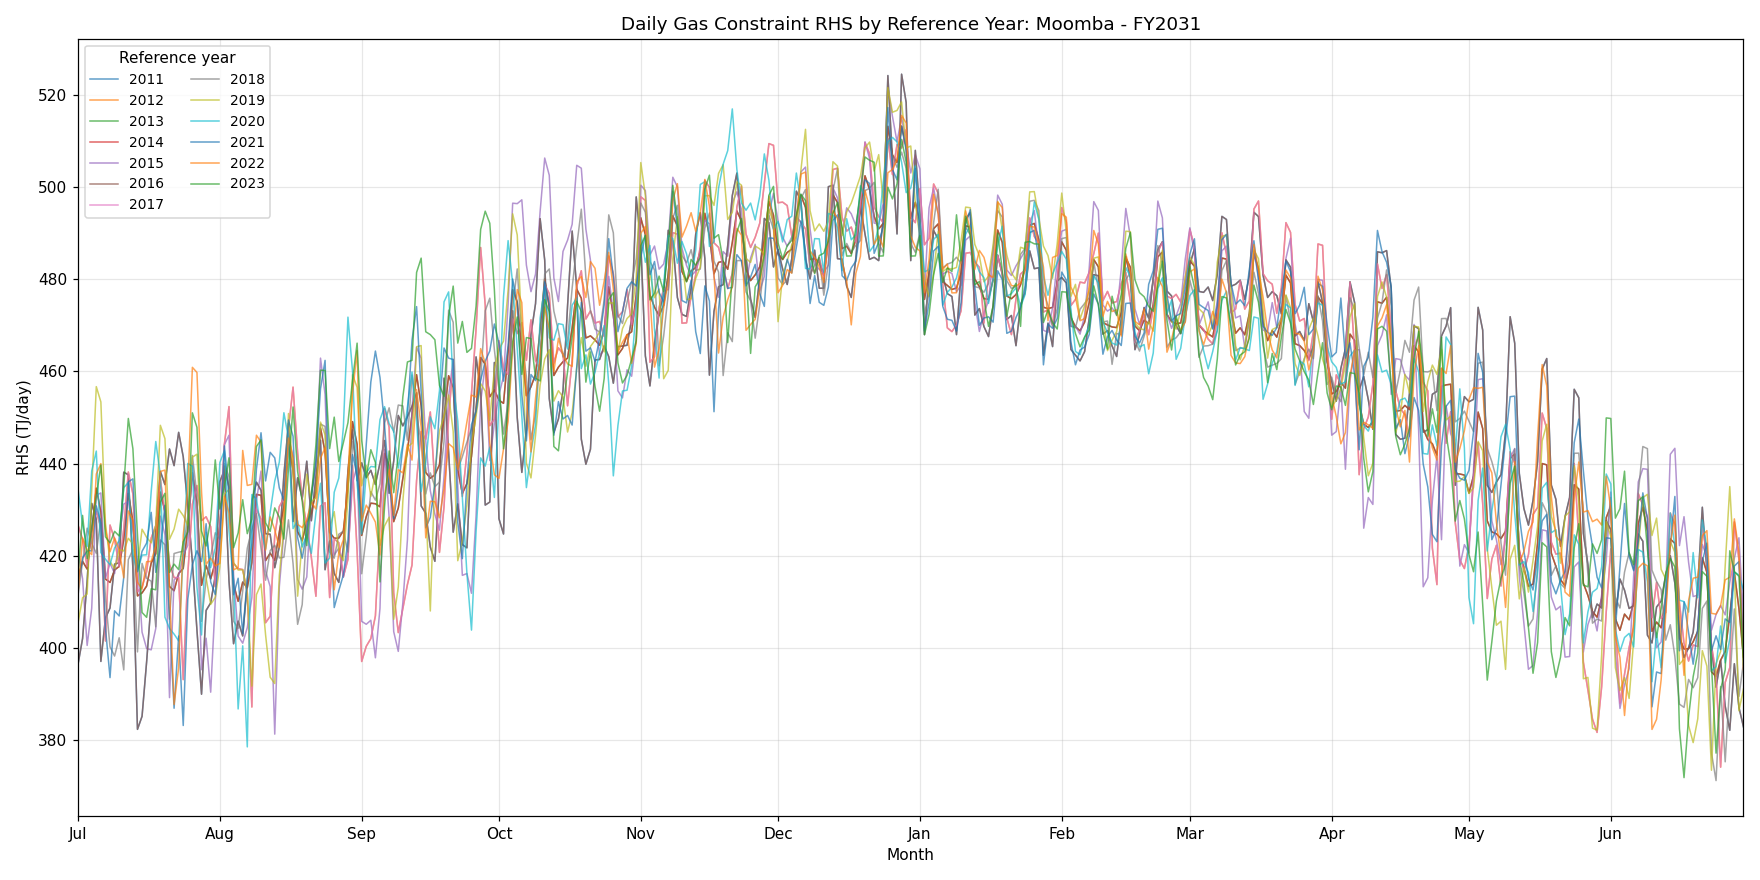 Daily Gas Constraint RHS by Reference Year: Moomba - FY2031
Reference year
2011
2012
2013
2014
2015
2016
2017
2018
2019
2020
2021
2022
2023
RHS (TJ/day)
520
500
480
460
440
420
400
380
Jul
Aug
Sep
Oct
Nov
Dec
Jan
Feb
Mar
Apr
May
Jun
Month